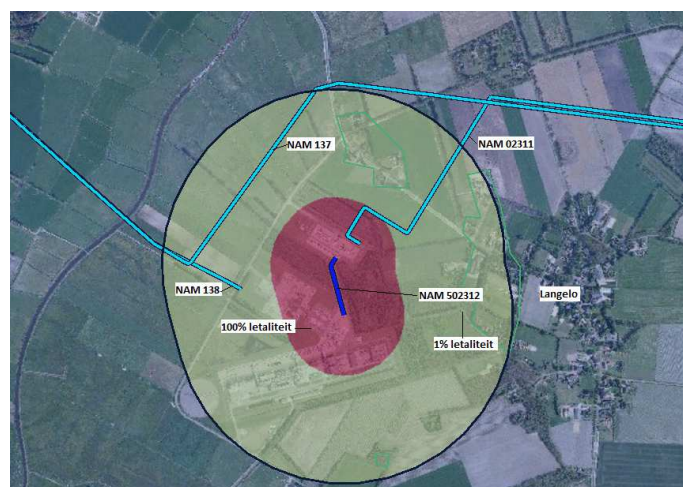 NAM 137
NAM 02311
NAM 138
NAM 502312
Langelo
100% letaliteit
1% letaliteit